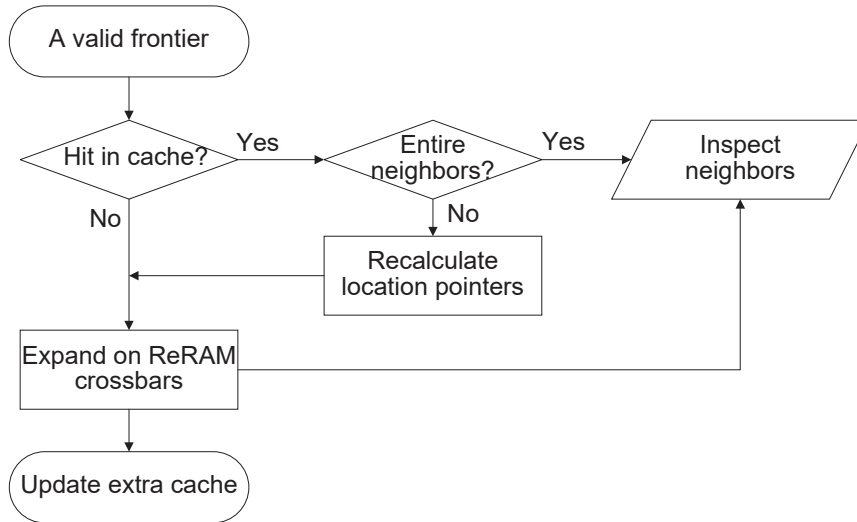 A valid frontier
Hit in cache?
Yes
Entire
neighbors?
Yes
Inspect
neighbors
No
No
Recalculate
location pointers
Expand on ReRAM
crossbars
Update extra cache